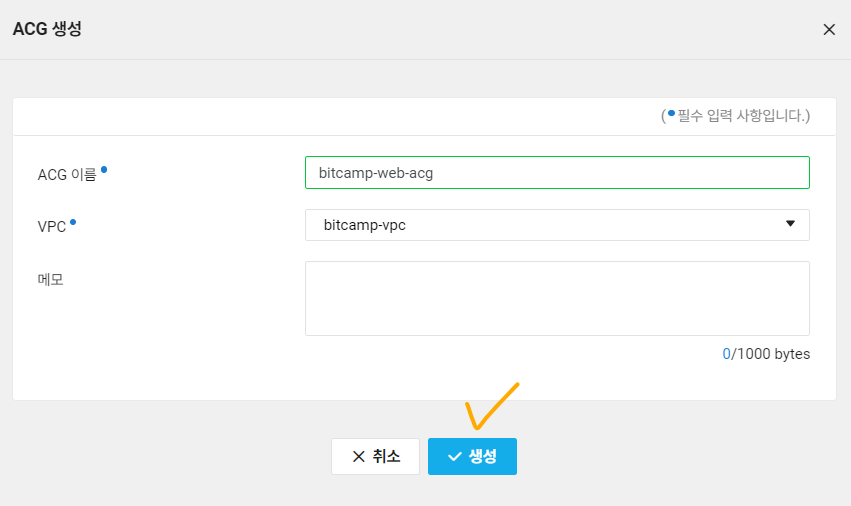 ACG 생성
(•필수 입력 사항입니다.)
ACG 이름•
bitcamp-web-acg
VPC•
bitcamp-vpc
메모
0/1000 bytes
취소
생성